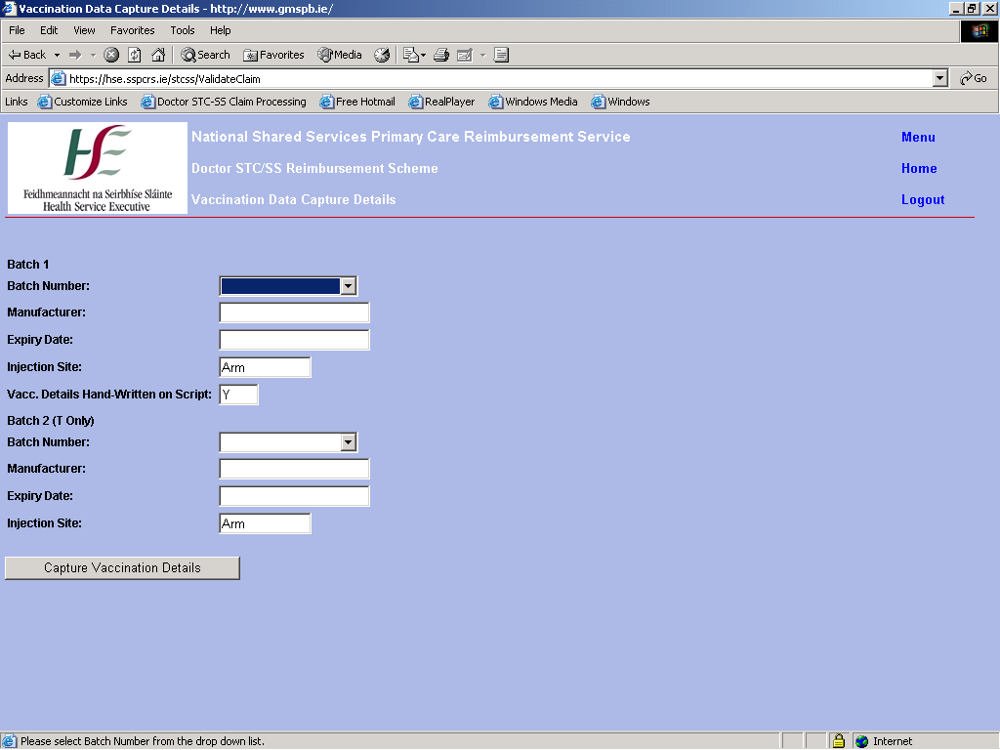 Vaccination Data Capture Details - http://www.gmspb.ie/
File Edit View Favorites Tools Help
Back Search Favorites Media
Address https://hse.sspcrs.ie/stcss/ValidateClaim Go
Links Customize Links Doctor STC-SS Claim Processing Free Hotmail RealPlayer Windows Media Windows
HSE
Feidhmeannacht na Seirbhíse Sláinte
Health Service Executive
National Shared Services Primary Care Reimbursement Service
Doctor STC/SS Reimbursement Scheme
Vaccination Data Capture Details
Menu
Home
Logout
Batch 1
Batch Number:
Manufacturer:
Expiry Date:
Injection Site: Arm
Vacc. Details Hand-Written on Script: Y
Batch 2 (T Only)
Batch Number:
Manufacturer:
Expiry Date:
Injection Site: Arm
Capture Vaccination Details
Please select Batch Number from the drop down list. Internet